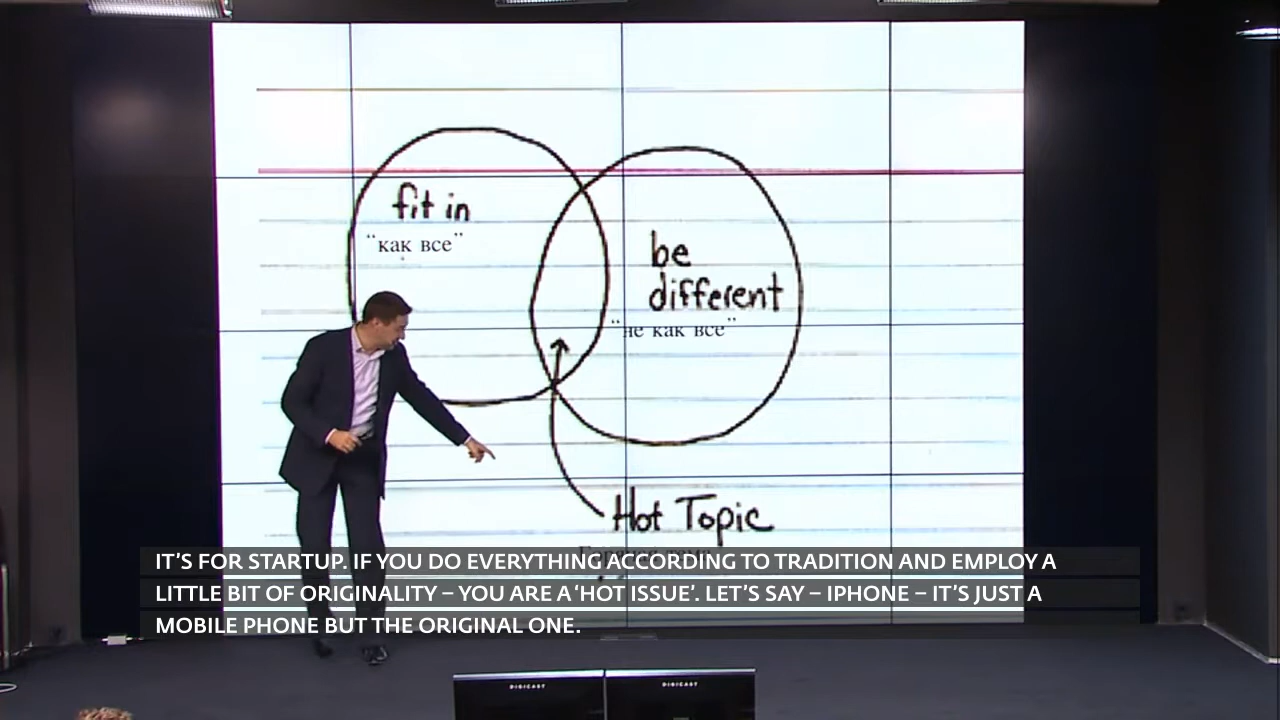 fit in
"как все"
be
different
"не как все"
Hot Topic
IT'S FOR STARTUP. IF YOU DO EVERYTHING ACCORDING TO TRADITION AND EMPLOY A
LITTLE BIT OF ORIGINALITY – YOU ARE A 'HOT ISSUE'. LET'S SAY – IPHONE – IT'S JUST A
MOBILE PHONE BUT THE ORIGINAL ONE.
DIGICAST DIGICAST